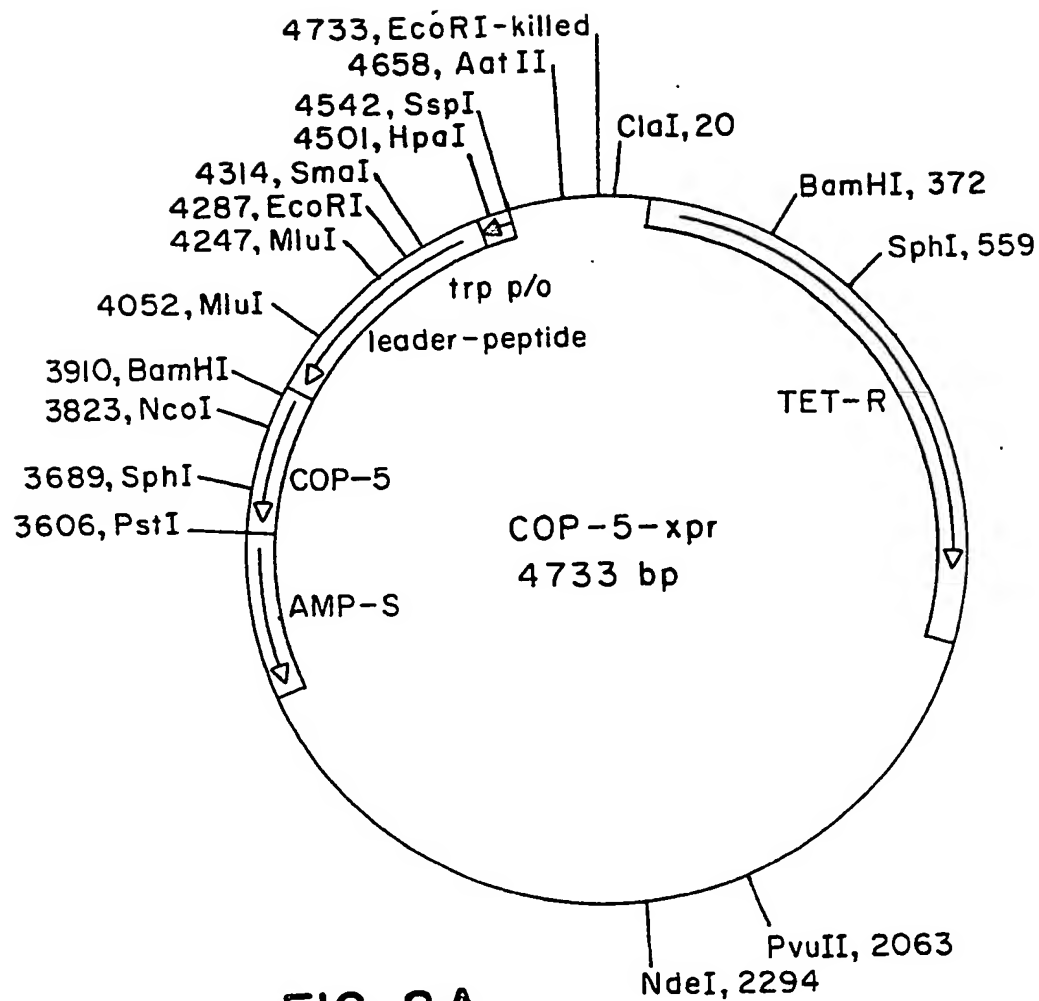 4733, EcoRI-killed
4658, AatII
4542, SspI
4501, HpaI
4314, SmaI
4287, EcoRI
4247, MluI
4052, MluI
3910, BamHI
3823, NcoI
3689, SphI
3606, PstI
ClaI, 20
BamHI, 372
SphI, 559
trp p/o
leader-peptide
TET-R
COP-5
AMP-S
COP-5-xpr
4733 bp
PvuII, 2063
NdeI, 2294